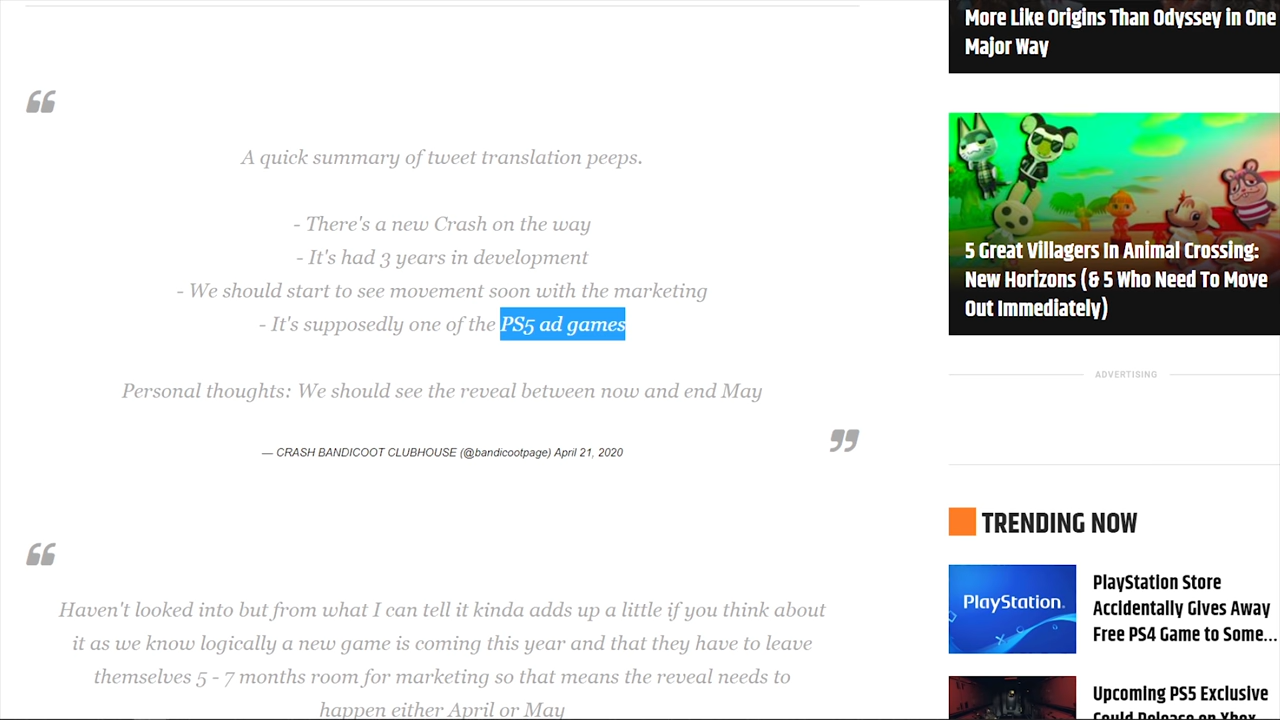 More Like Origins Than Odyssey in One
Major Way
“
A quick summary of tweet translation peeps.
- There's a new Crash on the way
- It's had 3 years in development
- We should start to see movement soon with the marketing
- It's supposedly one of the PS5 ad games
Personal thoughts: We should see the reveal between now and end May
”
— CRASH BANDICOOT CLUBHOUSE (@bandicootpage) April 21, 2020
“
Haven't looked into but from what I can tell it kinda adds up a little if you think about
it as we know logically a new game is coming this year and that they have to leave
themselves 5 - 7 months room for marketing so that means the reveal needs to
happen either April or May
5 Great Villagers In Animal Crossing:
New Horizons (& 5 Who Need To Move
Out Immediately)
ADVERTISING
TRENDING NOW
PlayStation.
PlayStation Store
Accidentally Gives Away
Free PS4 Game to Some...
Upcoming PS5 Exclusive
Could Release on Xbox